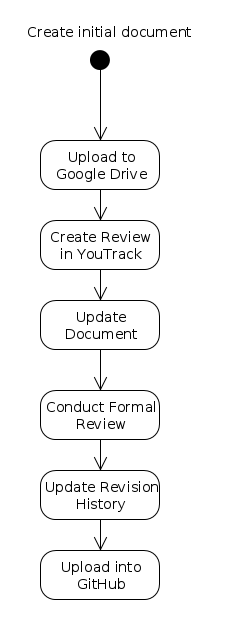 Create initial document
Upload to
Google Drive
Create Review
in YouTrack
Update
Document
Conduct Formal
Review
Update Revision
History
Upload into
GitHub